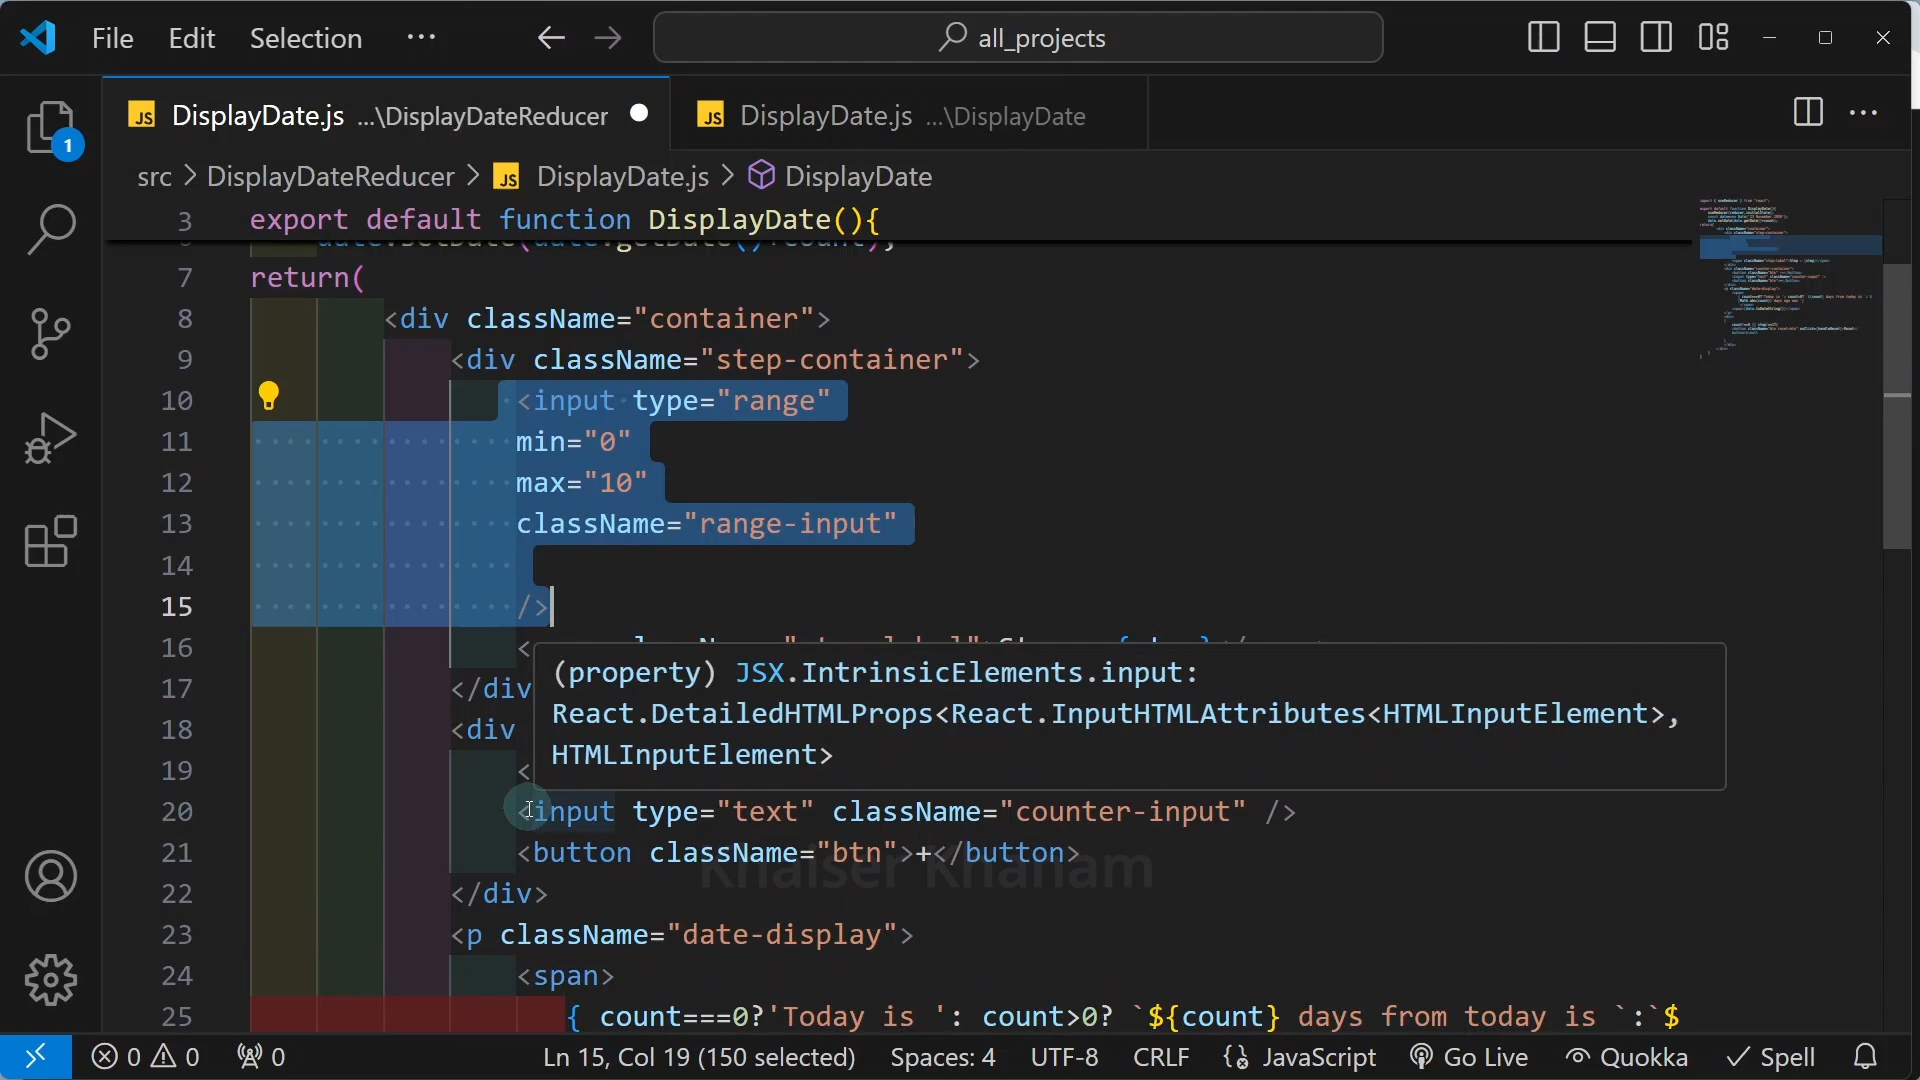 File Edit Selection ··· all_projects
JS DisplayDate.js ...\DisplayDateReducer JS DisplayDate.js ...\DisplayDate
1
src > DisplayDateReducer > JS DisplayDate.js > DisplayDate
3 export default function DisplayDate(){
7 return(
8 <div className="container">
9 <div className="step-container">
10 <input type="range"
11 min="0"
12 max="10"
13 className="range-input"
14
15 />
16 <
17 </div
18 <div
19 <
(property) JSX.IntrinsicElements.input:
React.DetailedHTMLProps<React.InputHTMLAttributes<HTMLInputElement>,
HTMLInputElement>
20 <input type="text" className="counter-input" />
21 <button className="btn">+</button>
Khaiser Khanam
22 </div>
23 <p className="date-display">
24 <span>
25 { count===0?'Today is ': count>0? `${count} days from today is `:`$
0 0 0 Ln 15, Col 19 (150 selected) Spaces: 4 UTF-8 CRLF JavaScript Go Live Quokka Spell